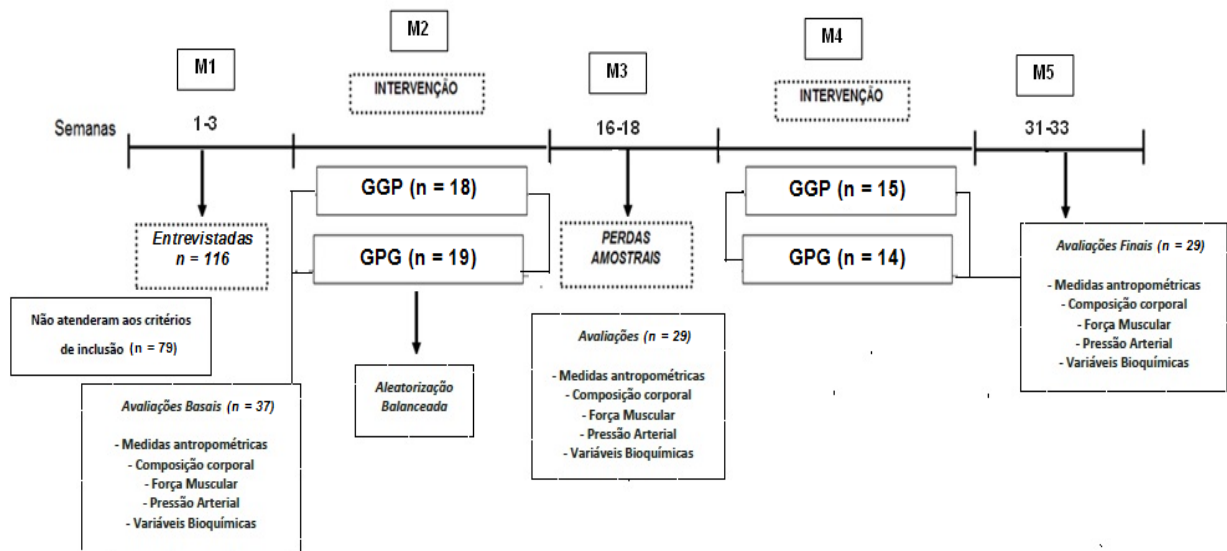 M1
M2
M3
M4
M5
INTERVENÇÃO
INTERVENÇÃO
Semanas
1-3
16-18
31-33
GGP (n = 18)
GPG (n = 19)
GGP (n = 15)
GPG (n = 14)
Entrevistadas
n = 116
Não atenderam aos critérios
de inclusão (n = 79)
Avaliações Basais (n = 37)
- Medidas antropométricas
- Composição corporal
- Força Muscular
- Pressão Arterial
- Variáveis Bioquímicas
Aleatorização
Balanceada
PERDAS
AMOSTRAIS
Avaliações (n = 29)
- Medidas antropométricas
- Composição corporal
- Força Muscular
- Pressão Arterial
- Variáveis Bioquímicas
Avaliações Finais (n = 29)
- Medidas antropométricas
- Composição corporal
- Força Muscular
- Pressão Arterial
- Variáveis Bioquímicas